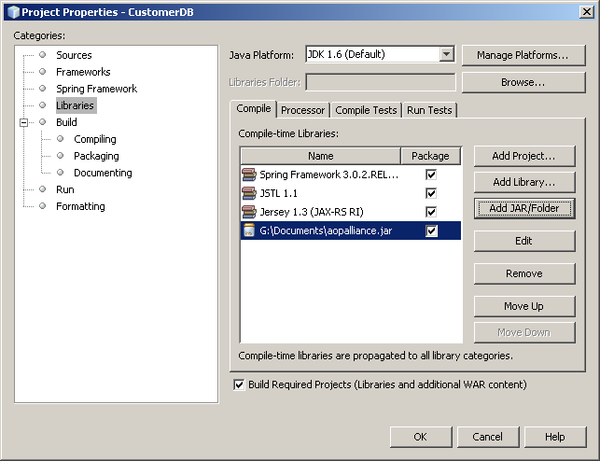 Project Properties - CustomerDB
Categories:
Sources
Frameworks
Spring Framework
Libraries
Build
Compiling
Packaging
Documenting
Run
Formatting
Java Platform: JDK 1.6 (Default) Manage Platforms...
Libraries Folder: Browse...
Compile Processor Compile Tests Run Tests
Compile-time Libraries:
Name Package
Spring Framework 3.0.2.REL...
JSTL 1.1
Jersey 1.3 (JAX-RS RI)
G:\Documents\aopalliance.jar
Add Project...
Add Library...
Add JAR/Folder
Edit
Remove
Move Up
Move Down
Compile-time libraries are propagated to all library categories.
Build Required Projects (Libraries and additional WAR content)
OK Cancel Help